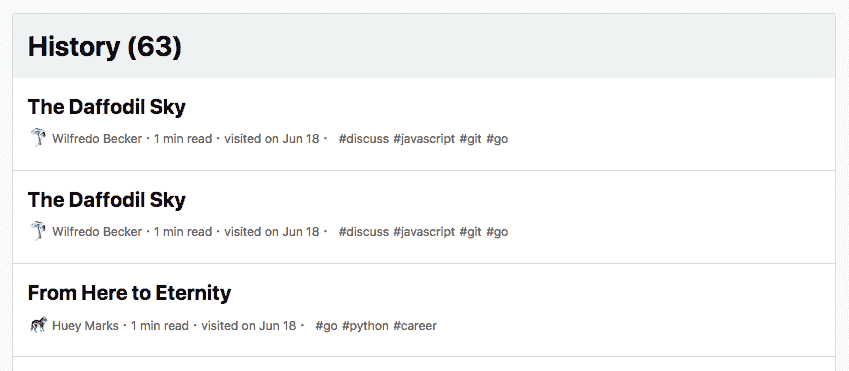 History (63)
The Daffodil Sky
Wilfredo Becker · 1 min read · visited on Jun 18 · #discuss #javascript #git #go
The Daffodil Sky
Wilfredo Becker · 1 min read · visited on Jun 18 · #discuss #javascript #git #go
From Here to Eternity
Huey Marks · 1 min read · visited on Jun 18 · #go #python #career